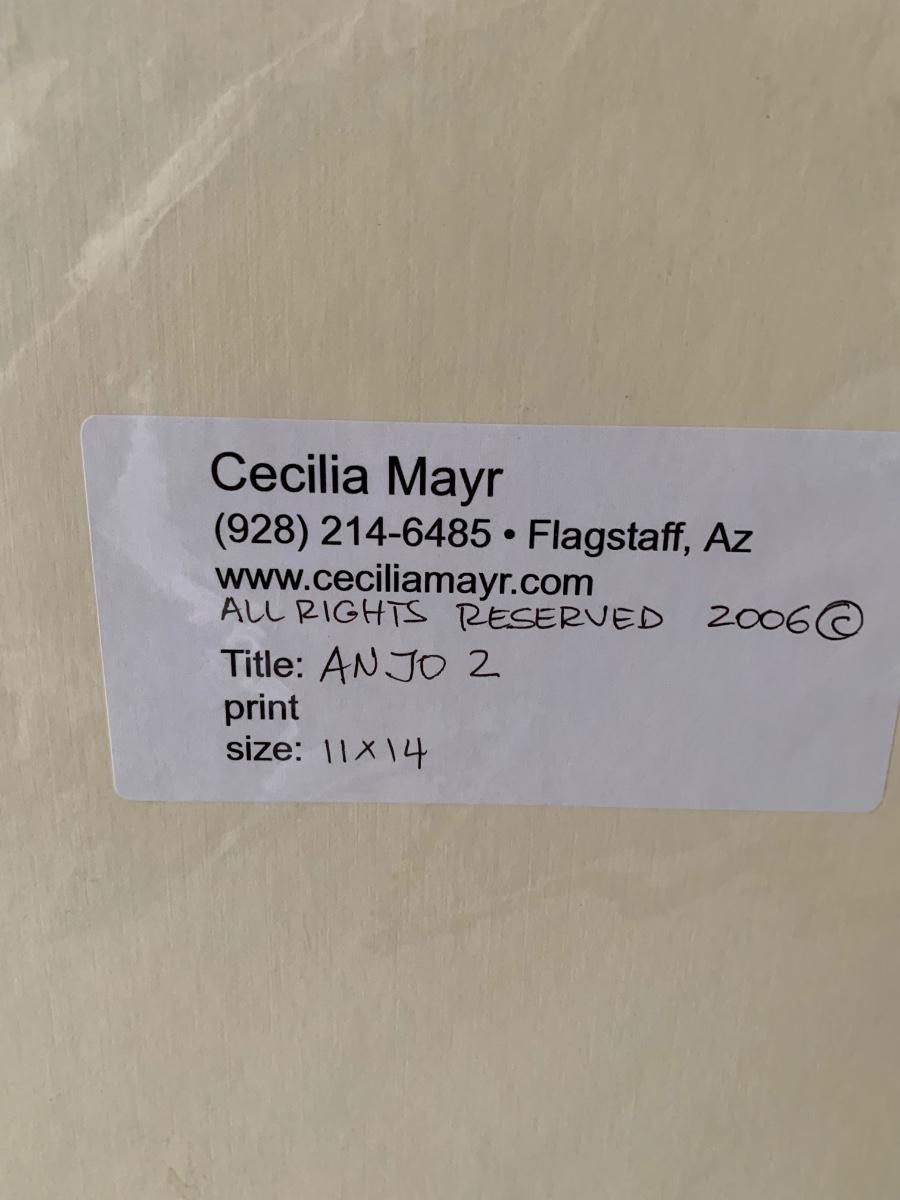 Cecilia Mayr
(928) 214-6485 • Flagstaff, Az
www.ceciliamayr.com
ALL RIGHTS RESERVED 2006©
Title: ANJO 2
print
size: 11x14